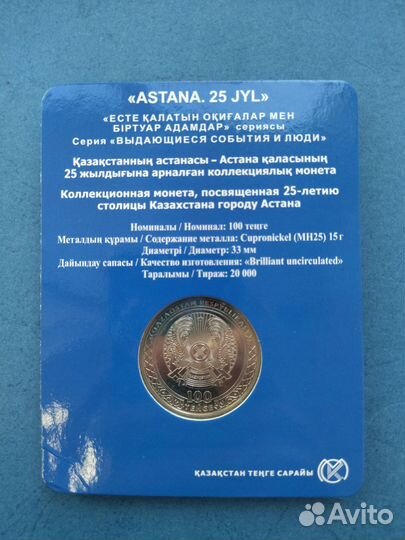 «ASTANA. 25 JYL»
«ЕСТЕ ҚАЛАТЫН ОҚИҒАЛАР МЕН
БІРТУАР АДАМДАР» сериясы
Серия «ВЫДАЮЩИЕСЯ СОБЫТИЯ И ЛЮДИ»
Қазақстанның астанасы – Астана қаласының
25 жылдығына арналған коллекциялық монета
Коллекционная монета, посвященная 25-летию
столицы Казахстана городу Астана
Номиналы / Номинал: 100 теңге
Металдың құрамы / Содержание металла: Cupronickel (МН25) 15 г
Диаметрі / Диаметр: 33 мм
Дайындау сапасы / Качество изготовления: «Brilliant uncirculated»
Таралымы / Тираж: 20 000
100
ҚАЗАҚСТАН ТЕҢГЕ САРАЙЫ
Avito